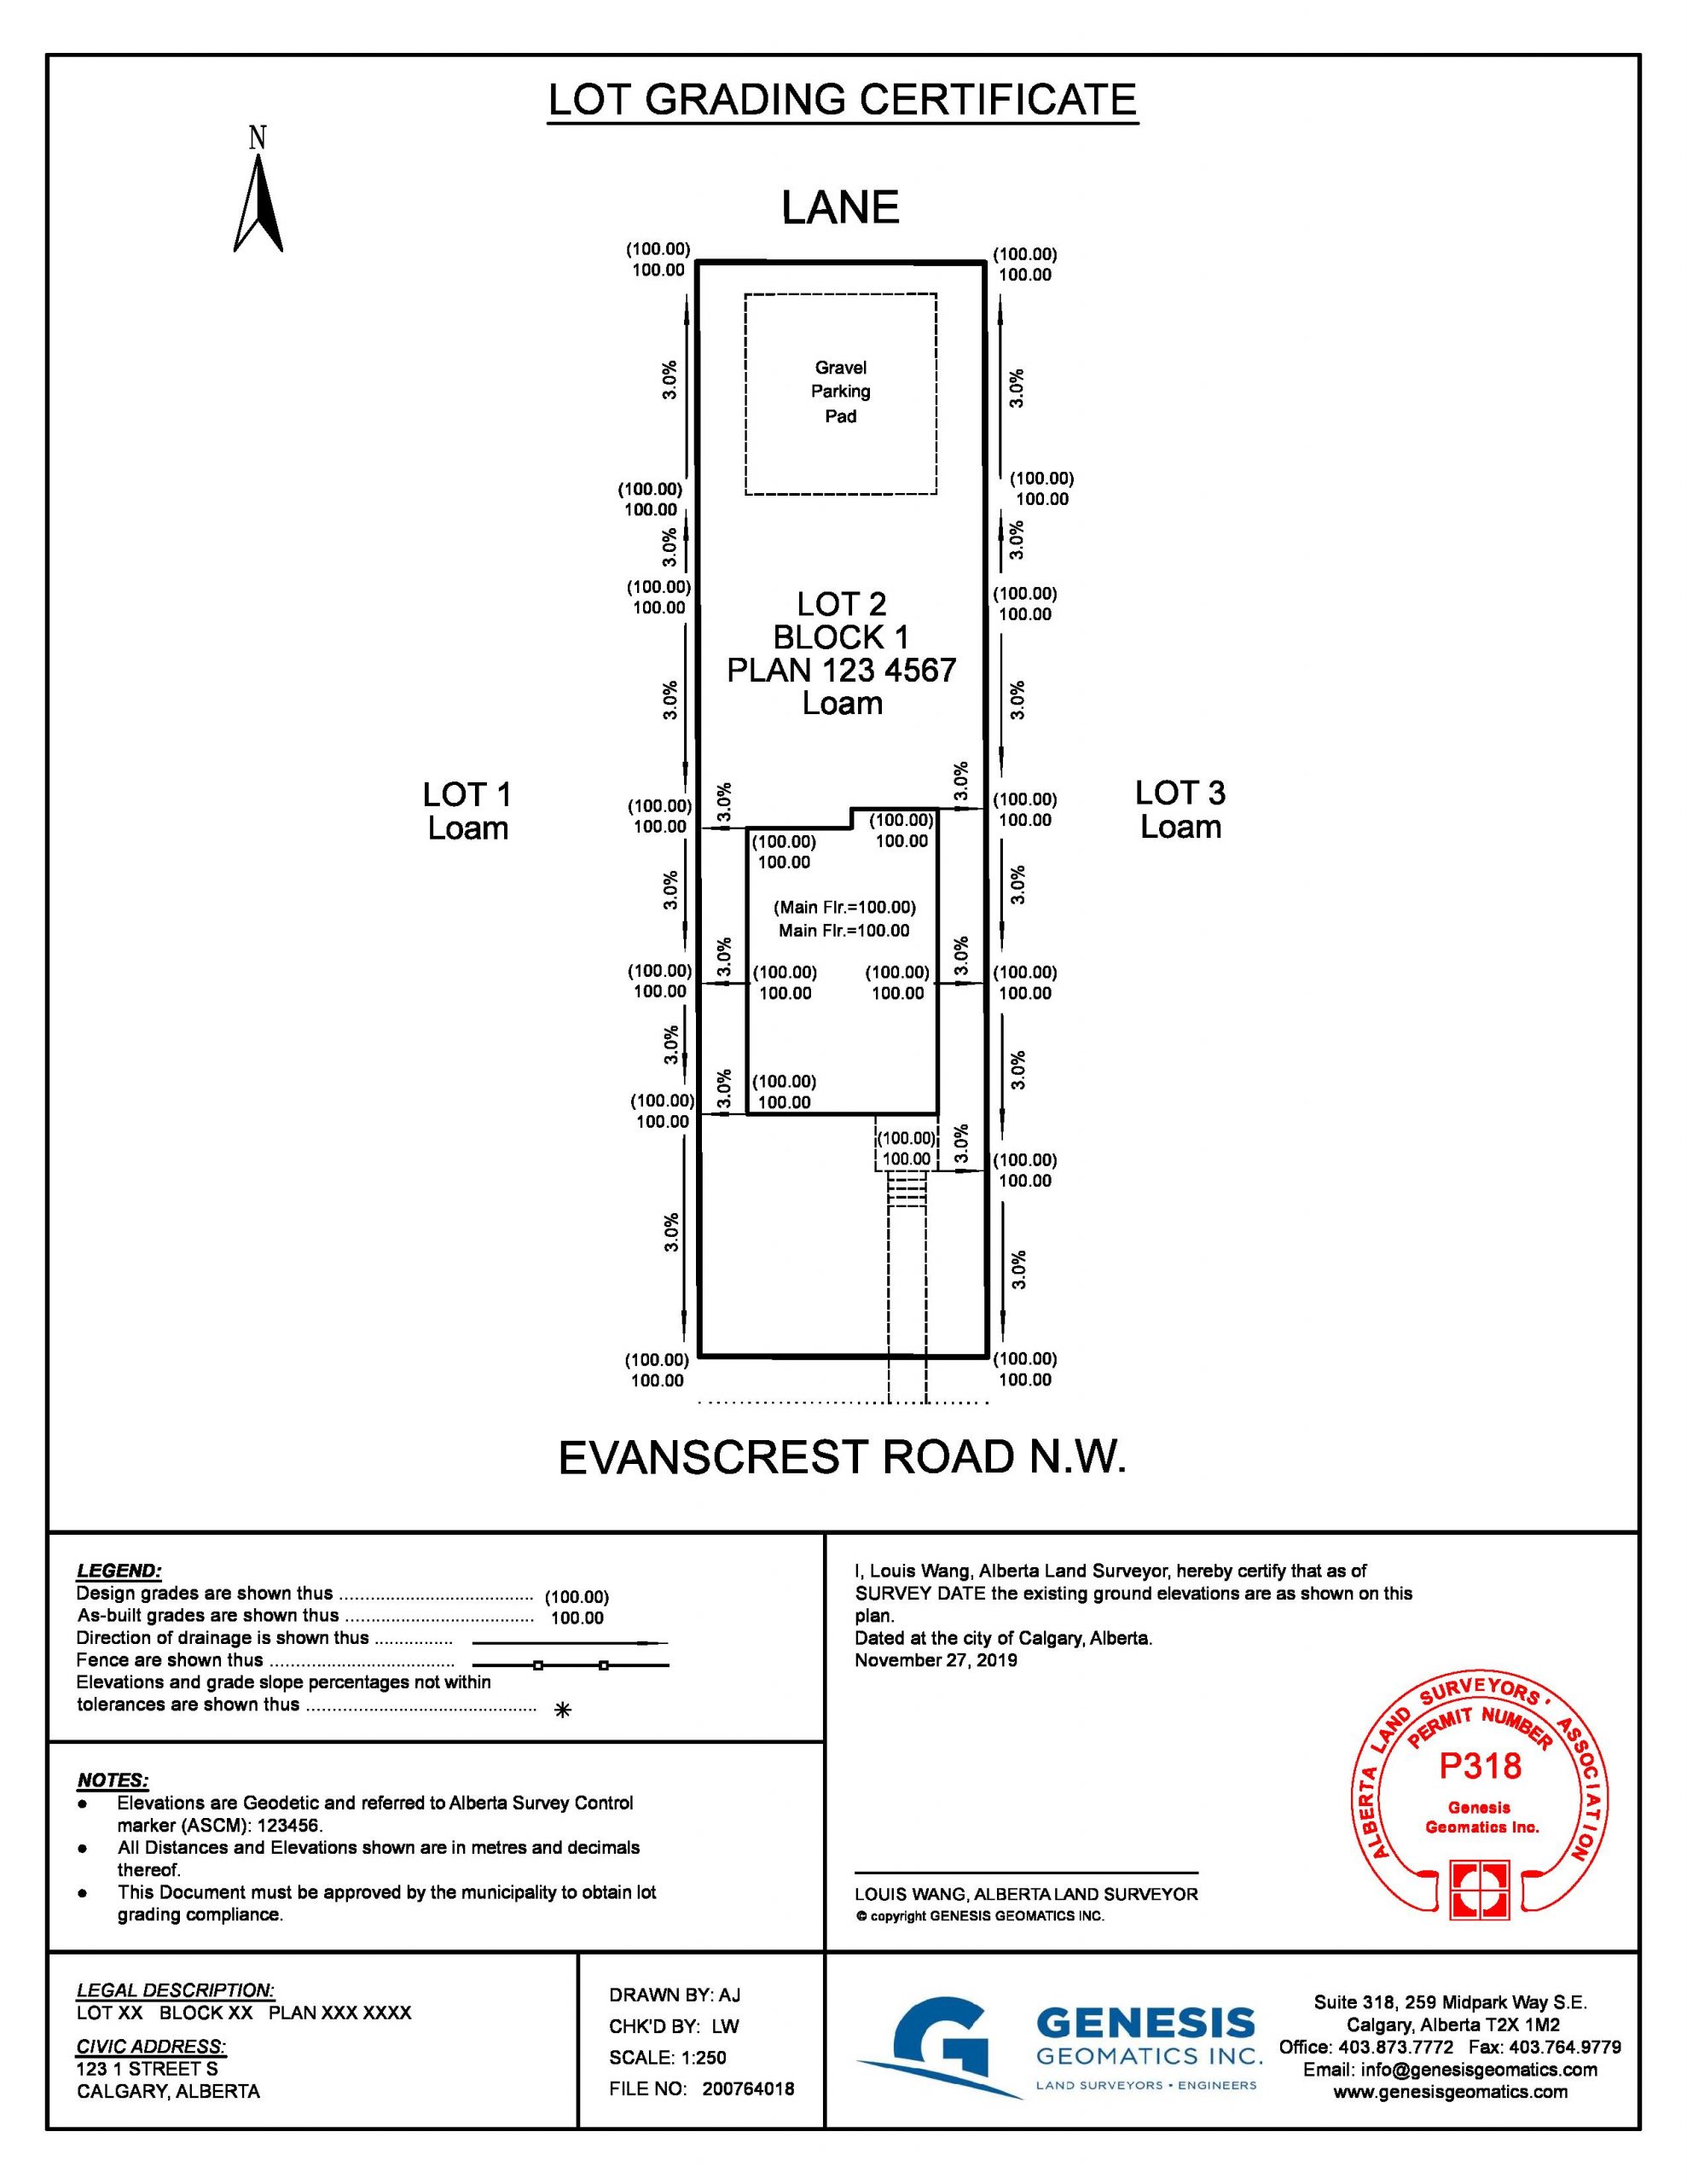 LOT GRADING CERTIFICATE
N
LANE
(100.00)
100.00
(100.00)
100.00
3.0%
Gravel
Parking
Pad
3.0%
(100.00)
100.00
(100.00)
100.00
3.0%
3.0%
(100.00)
100.00
LOT 2
BLOCK 1
PLAN 123 4567
Loam
(100.00)
100.00
3.0%
3.0%
LOT 1
Loam
(100.00)
100.00
3.0%
3.0%
(100.00)
100.00
LOT 3
Loam
(100.00)
100.00
(100.00)
100.00
3.0%
(Main Flr.=100.00)
Main Flr.=100.00
3.0%
(100.00)
100.00
3.0%
(100.00)
100.00
(100.00)
100.00
3.0%
(100.00)
100.00
3.0%
3.0%
(100.00)
100.00
3.0%
(100.00)
100.00
(100.00)
100.00
3.0%
(100.00)
100.00
3.0%
3.0%
(100.00)
100.00
(100.00)
100.00
EVANSCREST ROAD N.W.
LEGEND:
Design grades are shown thus ..................................... (100.00)
As-built grades are shown thus .................................... 100.00
Direction of drainage is shown thus ...............
Fence are shown thus ...................................
Elevations and grade slope percentages not within
tolerances are shown thus ............................................ *
NOTES:
● Elevations are Geodetic and referred to Alberta Survey Control
marker (ASCM): 123456.
● All Distances and Elevations shown are in metres and decimals
thereof.
● This Document must be approved by the municipality to obtain lot
grading compliance.
I, Louis Wang, Alberta Land Surveyor, hereby certify that as of
SURVEY DATE the existing ground elevations are as shown on this
plan.
Dated at the city of Calgary, Alberta.
November 27, 2019
LOUIS WANG, ALBERTA LAND SURVEYOR
© copyright GENESIS GEOMATICS INC.
ALBERTA LAND SURVEYORS' ASSOCIATION
PERMIT NUMBER
P318
Genesis
Geomatics Inc.
LEGAL DESCRIPTION:
LOT XX BLOCK XX PLAN XXX XXXX
CIVIC ADDRESS:
123 1 STREET S
CALGARY, ALBERTA
DRAWN BY: AJ
CHK'D BY: LW
SCALE: 1:250
FILE NO: 200764018
GENESIS
GEOMATICS INC.
LAND SURVEYORS • ENGINEERS
Suite 318, 259 Midpark Way S.E.
Calgary, Alberta T2X 1M2
Office: 403.873.7772 Fax: 403.764.9779
Email: info@genesisgeomatics.com
www.genesisgeomatics.com